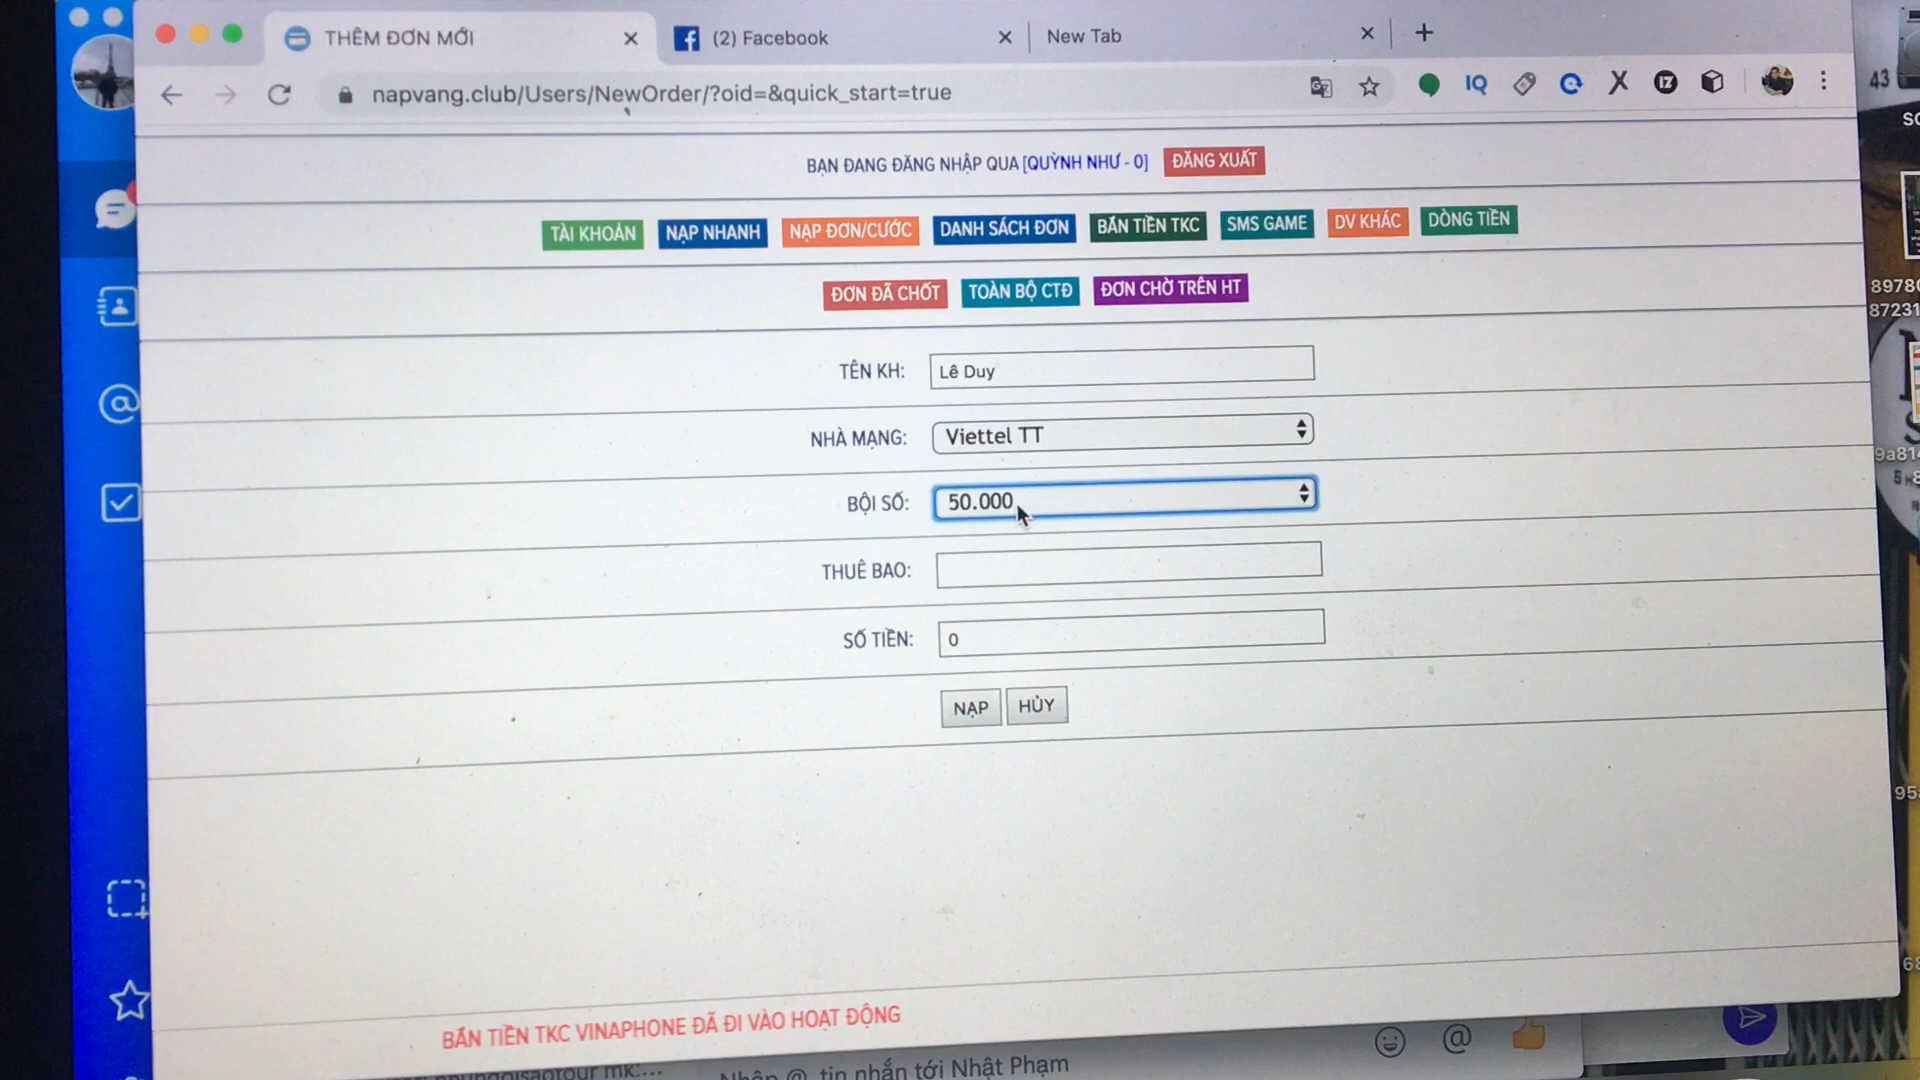 THÊM ĐƠN MỚI
(2) Facebook
New Tab
napvang.club/Users/NewOrder/?oid=&quick_start=true
IQ
43
BẠN ĐANG ĐĂNG NHẬP QUA [QUỲNH NHƯ - 0] ĐĂNG XUẤT
TÀI KHOẢN NẠP NHANH NẠP ĐƠN/CƯỚC DANH SÁCH ĐƠN BẮN TIỀN TKC SMS GAME DV KHÁC DÒNG TIỀN
ĐƠN ĐÃ CHỐT TOÀN BỘ CTĐ ĐƠN CHỜ TRÊN HT
TÊN KH: Lê Duy
NHÀ MẠNG: Viettel TT
BỘI SỐ: 50.000
THUÊ BAO:
SỐ TIỀN: 0
NẠP HỦY
BẮN TIỀN TKC VINAPHONE ĐÃ ĐI VÀO HOẠT ĐỘNG
tin nhắn tới Nhật Phạm